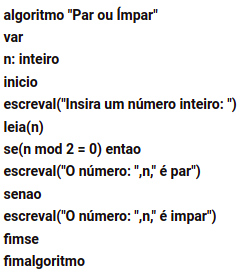 algoritmo "Par ou Ímpar"
var
n: inteiro
inicio
escreval("Insira um número inteiro: ")
leia(n)
se(n mod 2 = 0) entao
escreval("O número: ",n," é par")
senao
escreval("O número: ",n," é impar")
fimse
fimalgoritmo